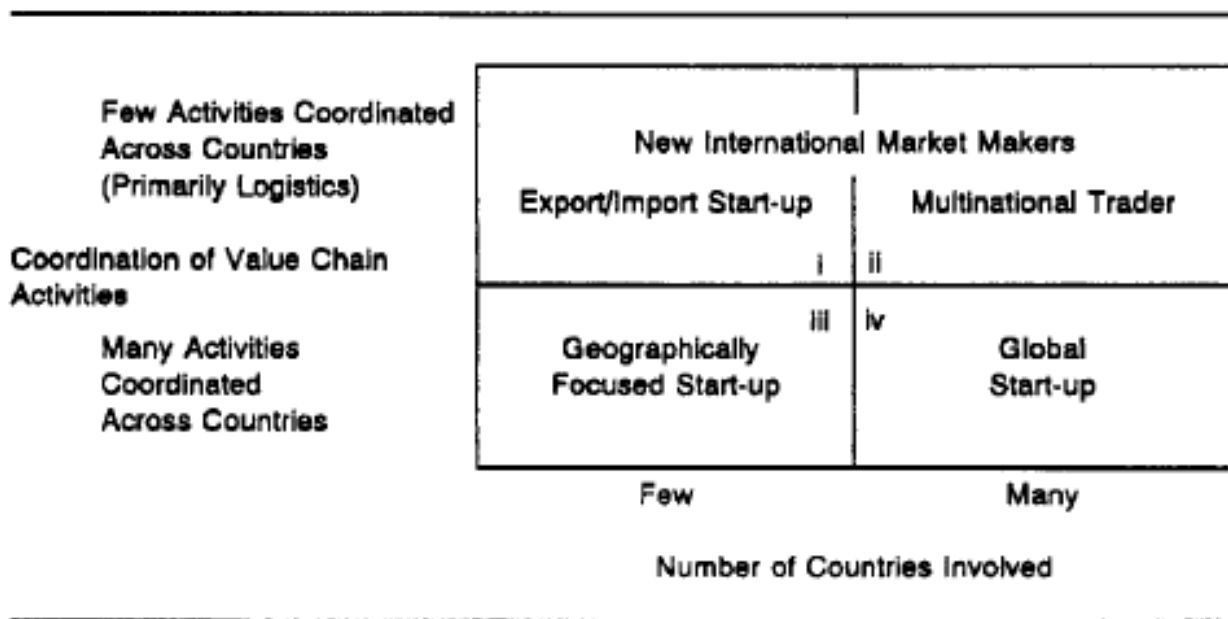 Few Activities Coordinated
Across Countries
(Primarily Logistics)
New International Market Makers
Export/Import Start-up
Multinational Trader
i
ii
Coordination of Value Chain
Activities
iii
iv
Many Activities
Coordinated
Across Countries
Geographically
Focused Start-up
Global
Start-up
Few
Many
Number of Countries Involved